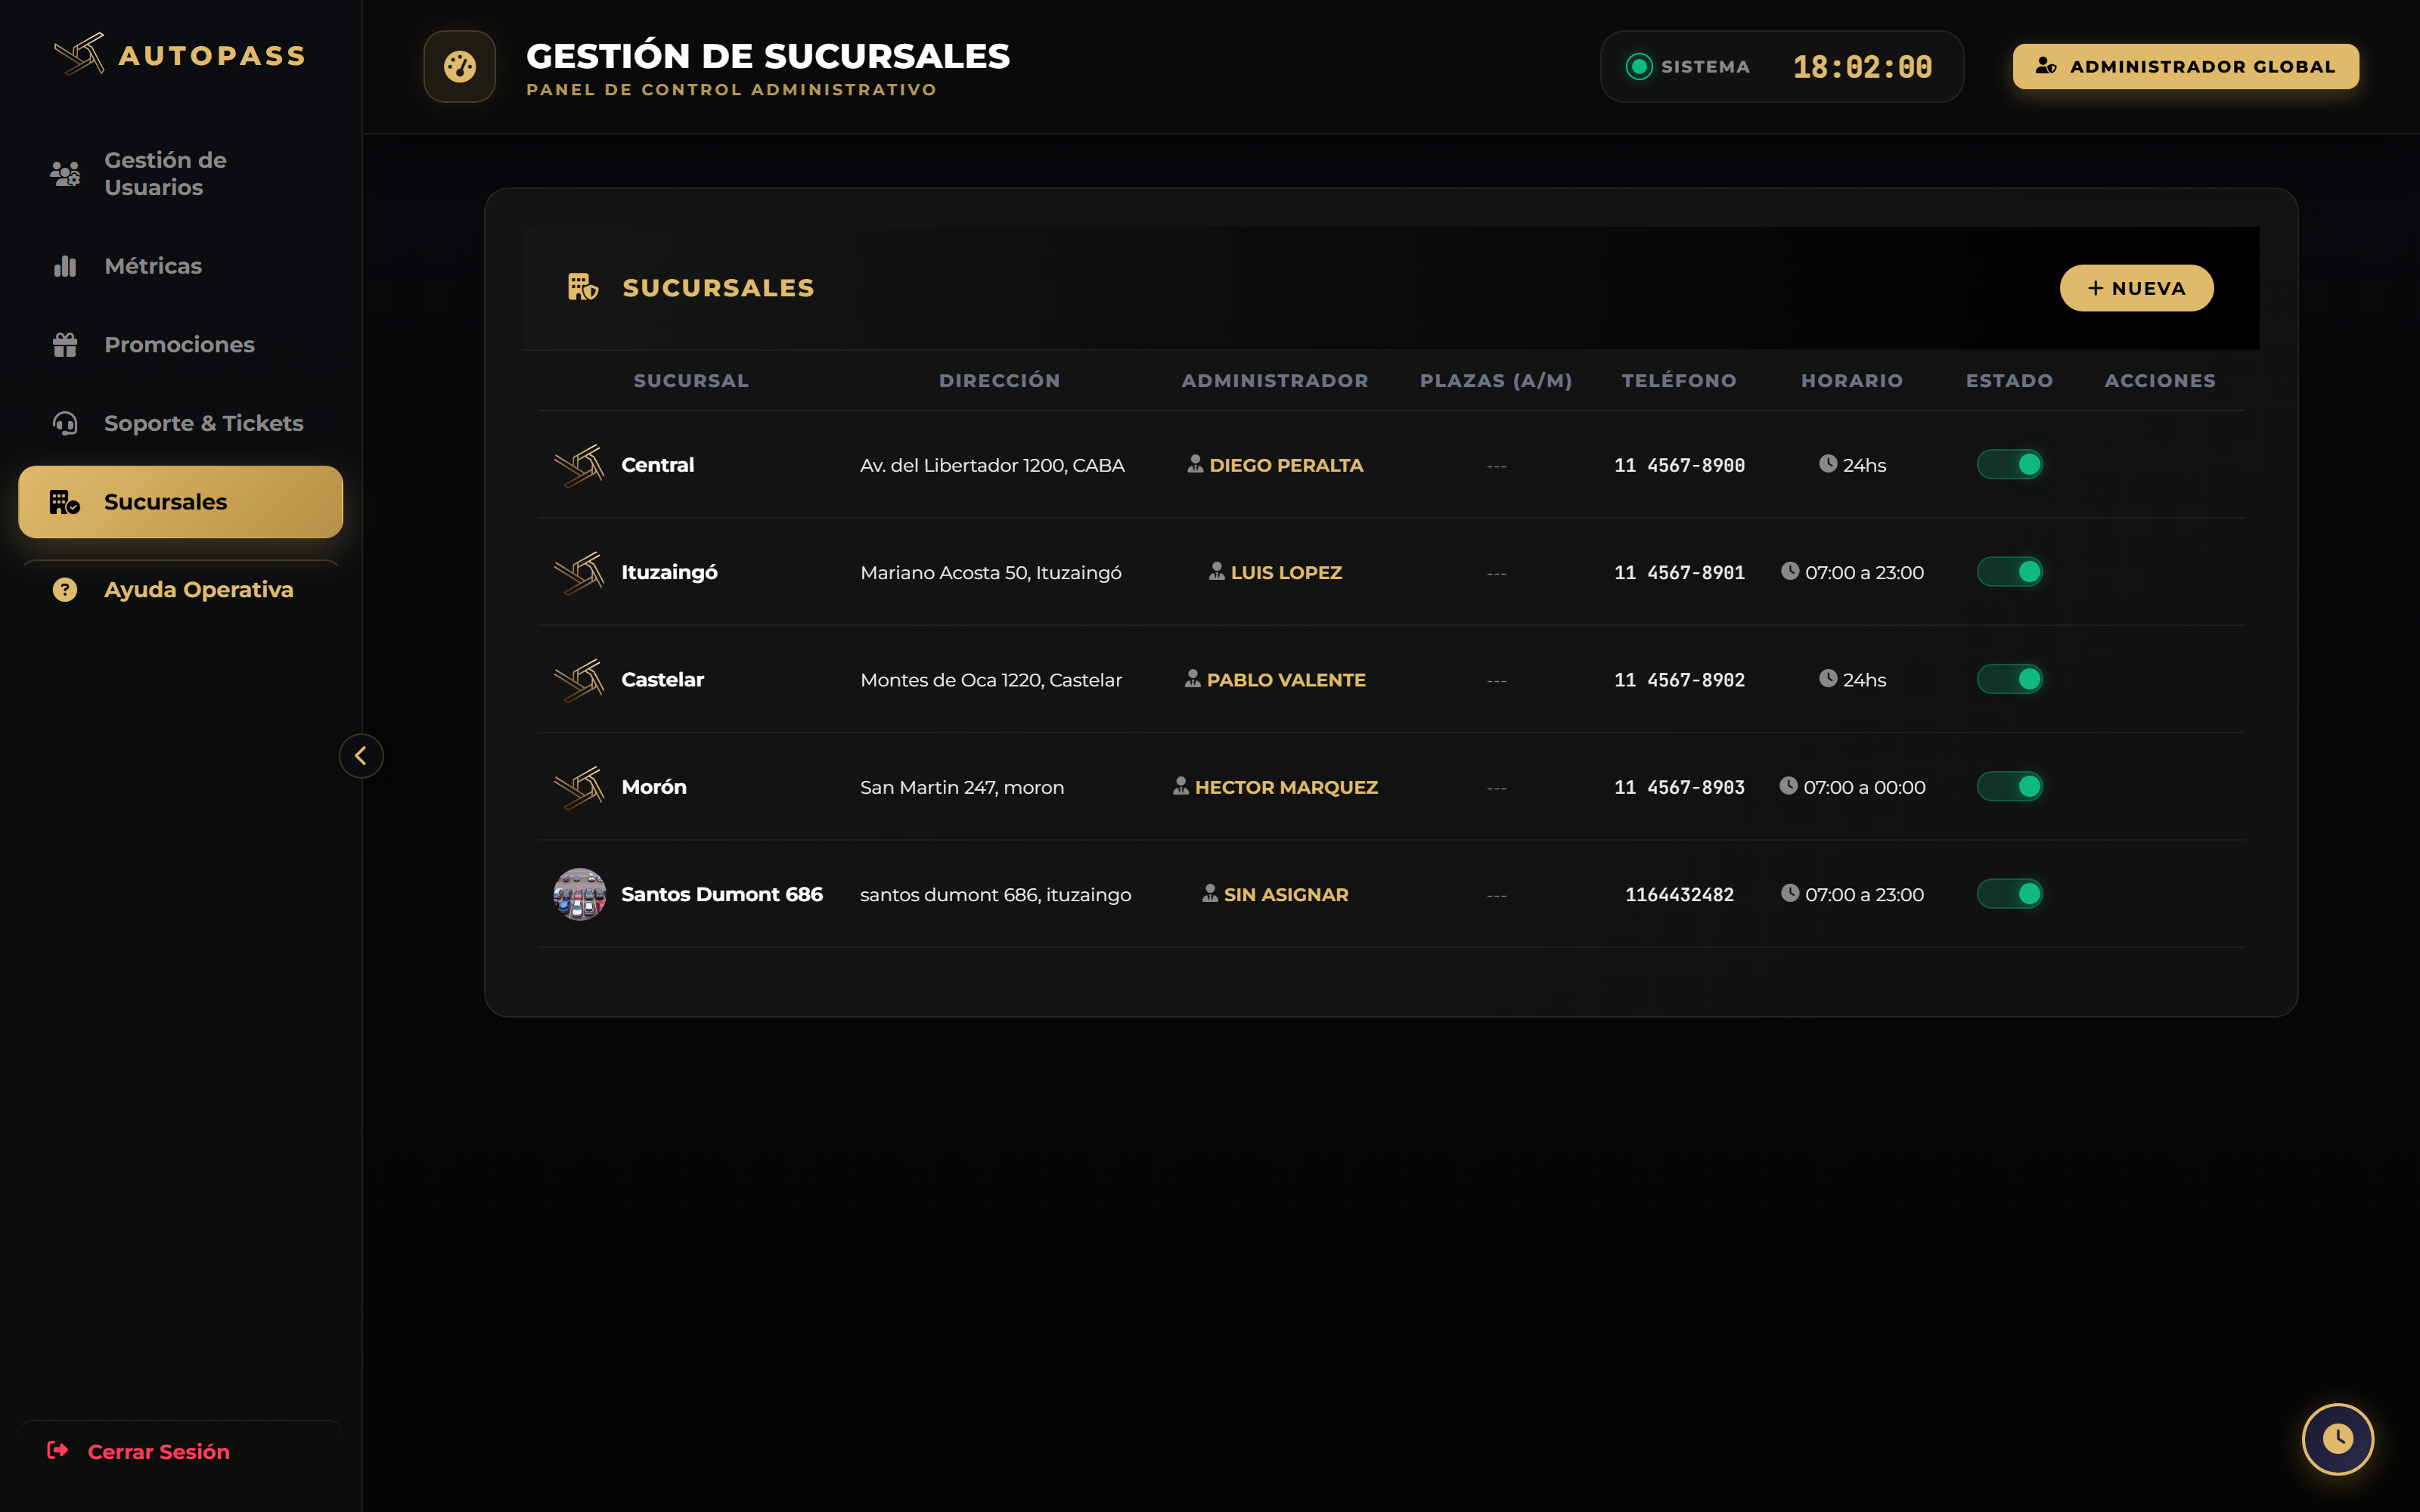 AUTOPASS
GESTIÓN DE SUCURSALES
PANEL DE CONTROL ADMINISTRATIVO
SISTEMA 18:02:00
ADMINISTRADOR GLOBAL
Gestión de
Usuarios
Métricas
Promociones
Soporte & Tickets
Sucursales
Ayuda Operativa
Cerrar Sesión
SUCURSALES
+ NUEVA
SUCURSAL DIRECCIÓN ADMINISTRADOR PLAZAS (A/M) TELÉFONO HORARIO ESTADO ACCIONES
Central Av. del Libertador 1200, CABA DIEGO PERALTA --- 11 4567-8900 24hs
Ituzaingó Mariano Acosta 50, Ituzaingó LUIS LOPEZ --- 11 4567-8901 07:00 a 23:00
Castelar Montes de Oca 1220, Castelar PABLO VALENTE --- 11 4567-8902 24hs
Morón San Martin 247, moron HECTOR MARQUEZ --- 11 4567-8903 07:00 a 00:00
Santos Dumont 686 santos dumont 686, ituzaingo SIN ASIGNAR --- 1164432482 07:00 a 23:00